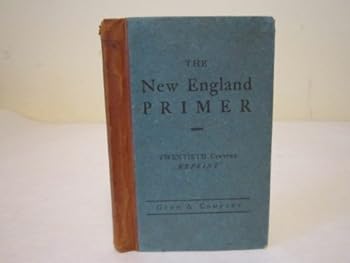 THE
New England
PRIMER
TWENTIETH CENTURY
REPRINT
GINN & COMPANY